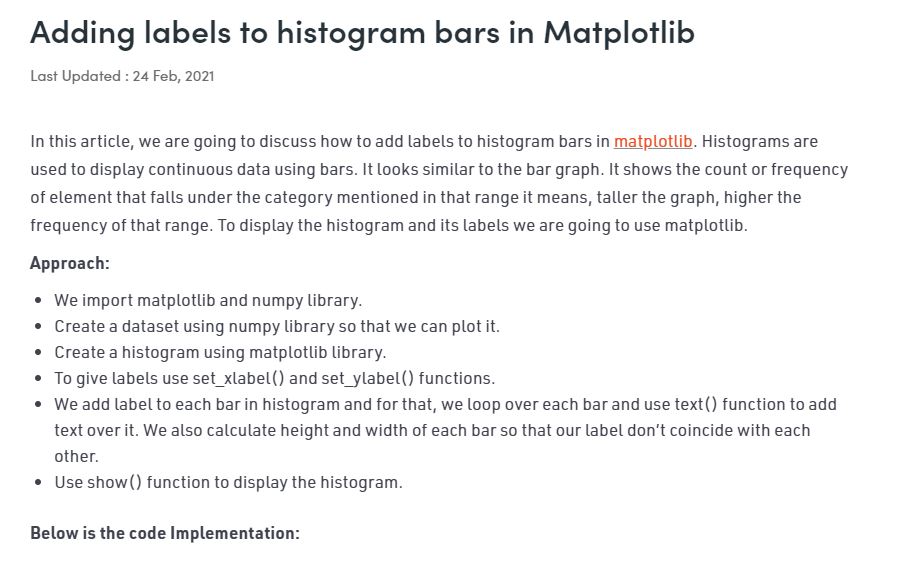 Adding labels to histogram bars in Matplotlib
Last Updated : 24 Feb, 2021
In this article, we are going to discuss how to add labels to histogram bars in matplotlib. Histograms are
used to display continuous data using bars. It looks similar to the bar graph. It shows the count or frequency
of element that falls under the category mentioned in that range it means, taller the graph, higher the
frequency of that range. To display the histogram and its labels we are going to use matplotlib.
Approach:
• We import matplotlib and numpy library.
• Create a dataset using numpy library so that we can plot it.
• Create a histogram using matplotlib library.
• To give labels use set_xlabel() and set_ylabel() functions.
• We add label to each bar in histogram and for that, we loop over each bar and use text() function to add
text over it. We also calculate height and width of each bar so that our label don’t coincide with each
other.
• Use show() function to display the histogram.
Below is the code Implementation: